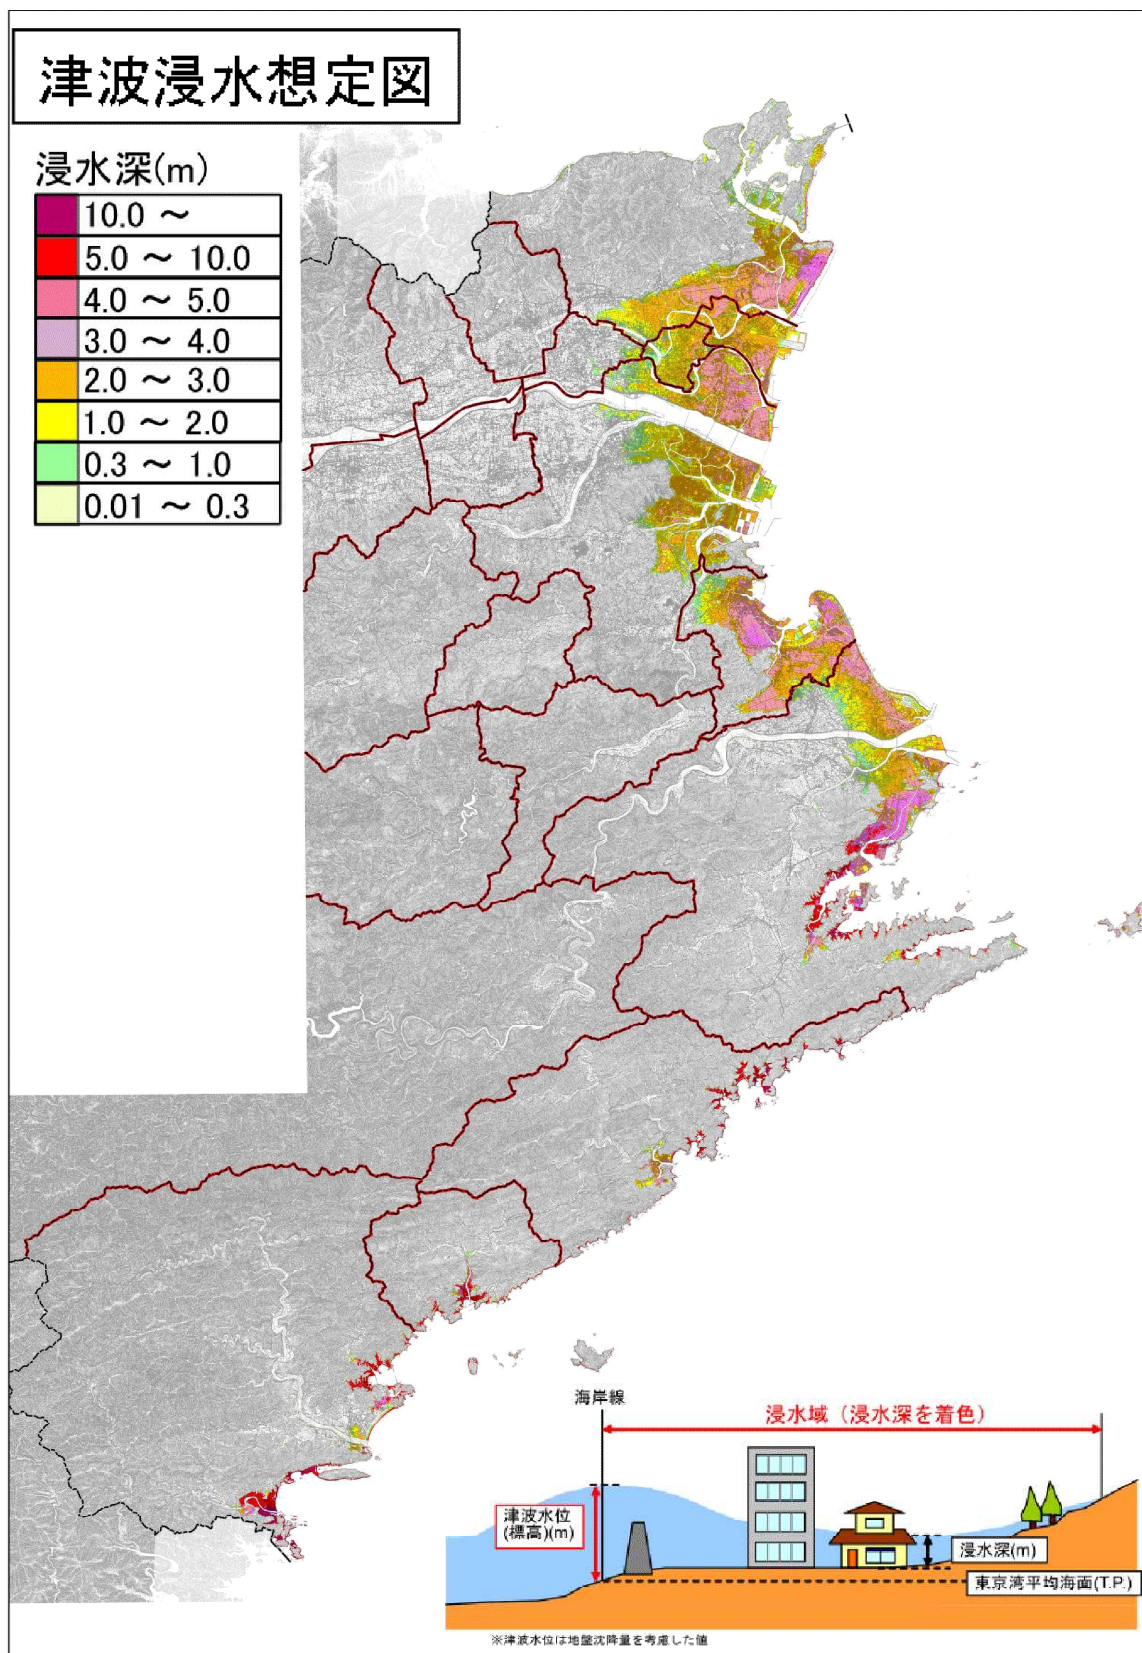 津波浸水想定図
浸水深(m)
10.0 ～
5.0 ～ 10.0
4.0 ～ 5.0
3.0 ～ 4.0
2.0 ～ 3.0
1.0 ～ 2.0
0.3 ～ 1.0
0.01 ～ 0.3
海岸線
浸水域（浸水深を着色）
津波水位
(標高)(m)
浸水深(m)
東京湾平均海面(T.P.)
※津波水位は地盤沈降量を考慮した値